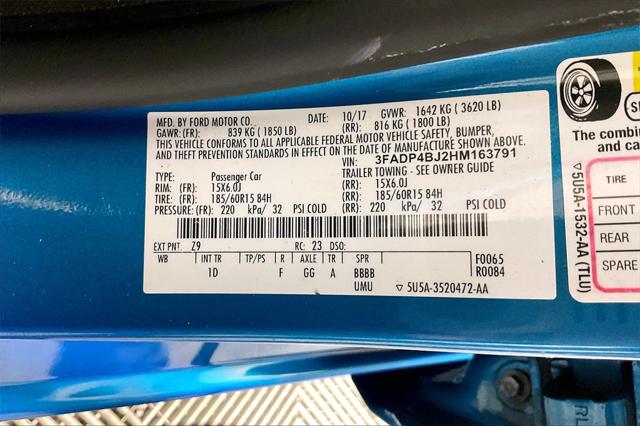 MFD. BY FORD MOTOR CO. DATE: 10/17 GVWR: 1642 KG ( 3620 LB)
GAWR: (FR): 839 KG ( 1850 LB) (RR): 816 KG ( 1800 LB)
THIS VEHICLE CONFORMS TO ALL APPLICABLE FEDERAL MOTOR VEHICLE SAFETY, BUMPER,
AND THEFT PREVENTION STANDARDS IN EFFECT ON THE DATE OF MANUFACTURE SHOWN ABOVE.
VIN: 3FADP4BJ2HM163791
TYPE: Passenger Car TRAILER TOWING - SEE OWNER GUIDE
RIM: (FR): 15X6.0J (RR): 15X6.0J
TIRE: (FR): 185/60R15 84H (RR): 185/60R15 84H
PRESSURE: (FR): 220 kPa/ 32 PSI COLD (RR): 220 kPa/ 32 PSI COLD
EXT PNT: Z9 RC: 23 DSO:
WB INT TR TP/PS R AXLE TR SPR F0065
1D F GG A BBBB R0084
UMU ▽ 5U5A-3520472-AA
▽ 5U5A-1532-AA (TLU)
The combine
and ca
TIRE
FRONT
REAR
SPARE